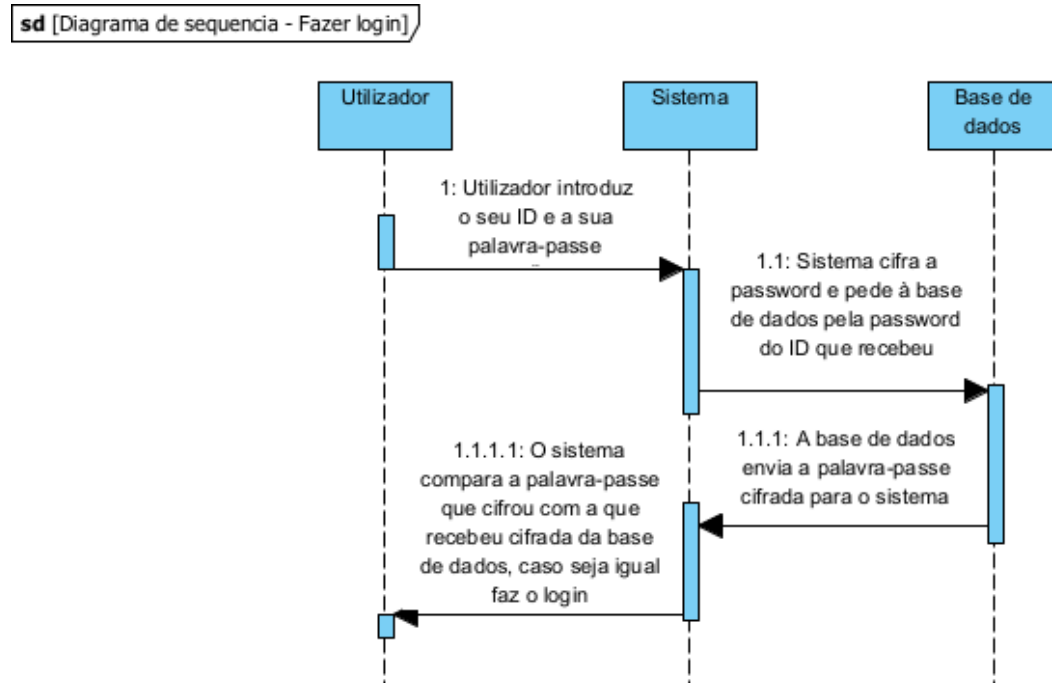 sd [Diagrama de sequencia - Fazer login]
Utilizador
Sistema
Base de
dados
1: Utilizador introduz
o seu ID e a sua
palavra-passe
1.1: Sistema cifra a
password e pede à base
de dados pela password
do ID que recebeu
1.1.1: A base de dados
envia a palavra-passe
cifrada para o sistema
1.1.1.1: O sistema
compara a palavra-passe
que cifrou com a que
recebeu cifrada da base
de dados, caso seja igual
faz o login